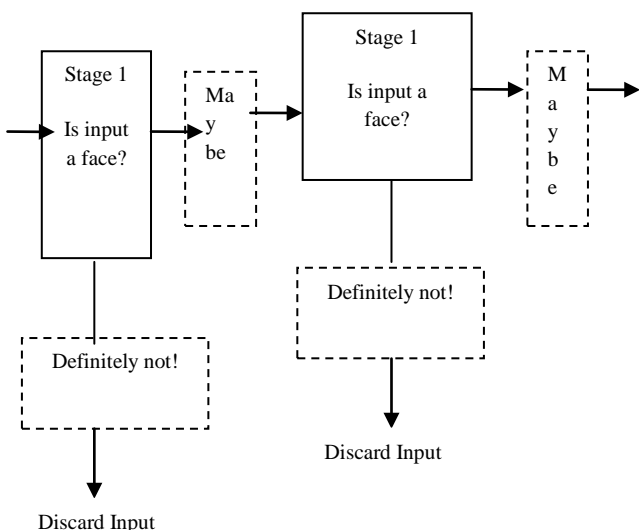 Stage 1
Is input
a face?
Ma
y
be
Stage 1
Is input a
face?
M
a
y
b
e
Definitely not!
Discard Input
Definitely not!
Discard Input